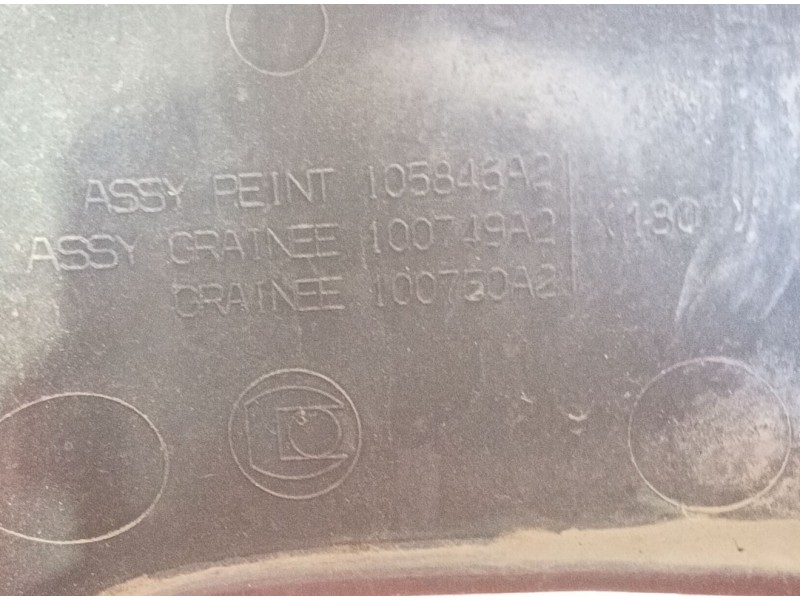 ASSY PEINT 105846A2
ASSY GRAINEE 100749A2
GRAINEE 100750A2